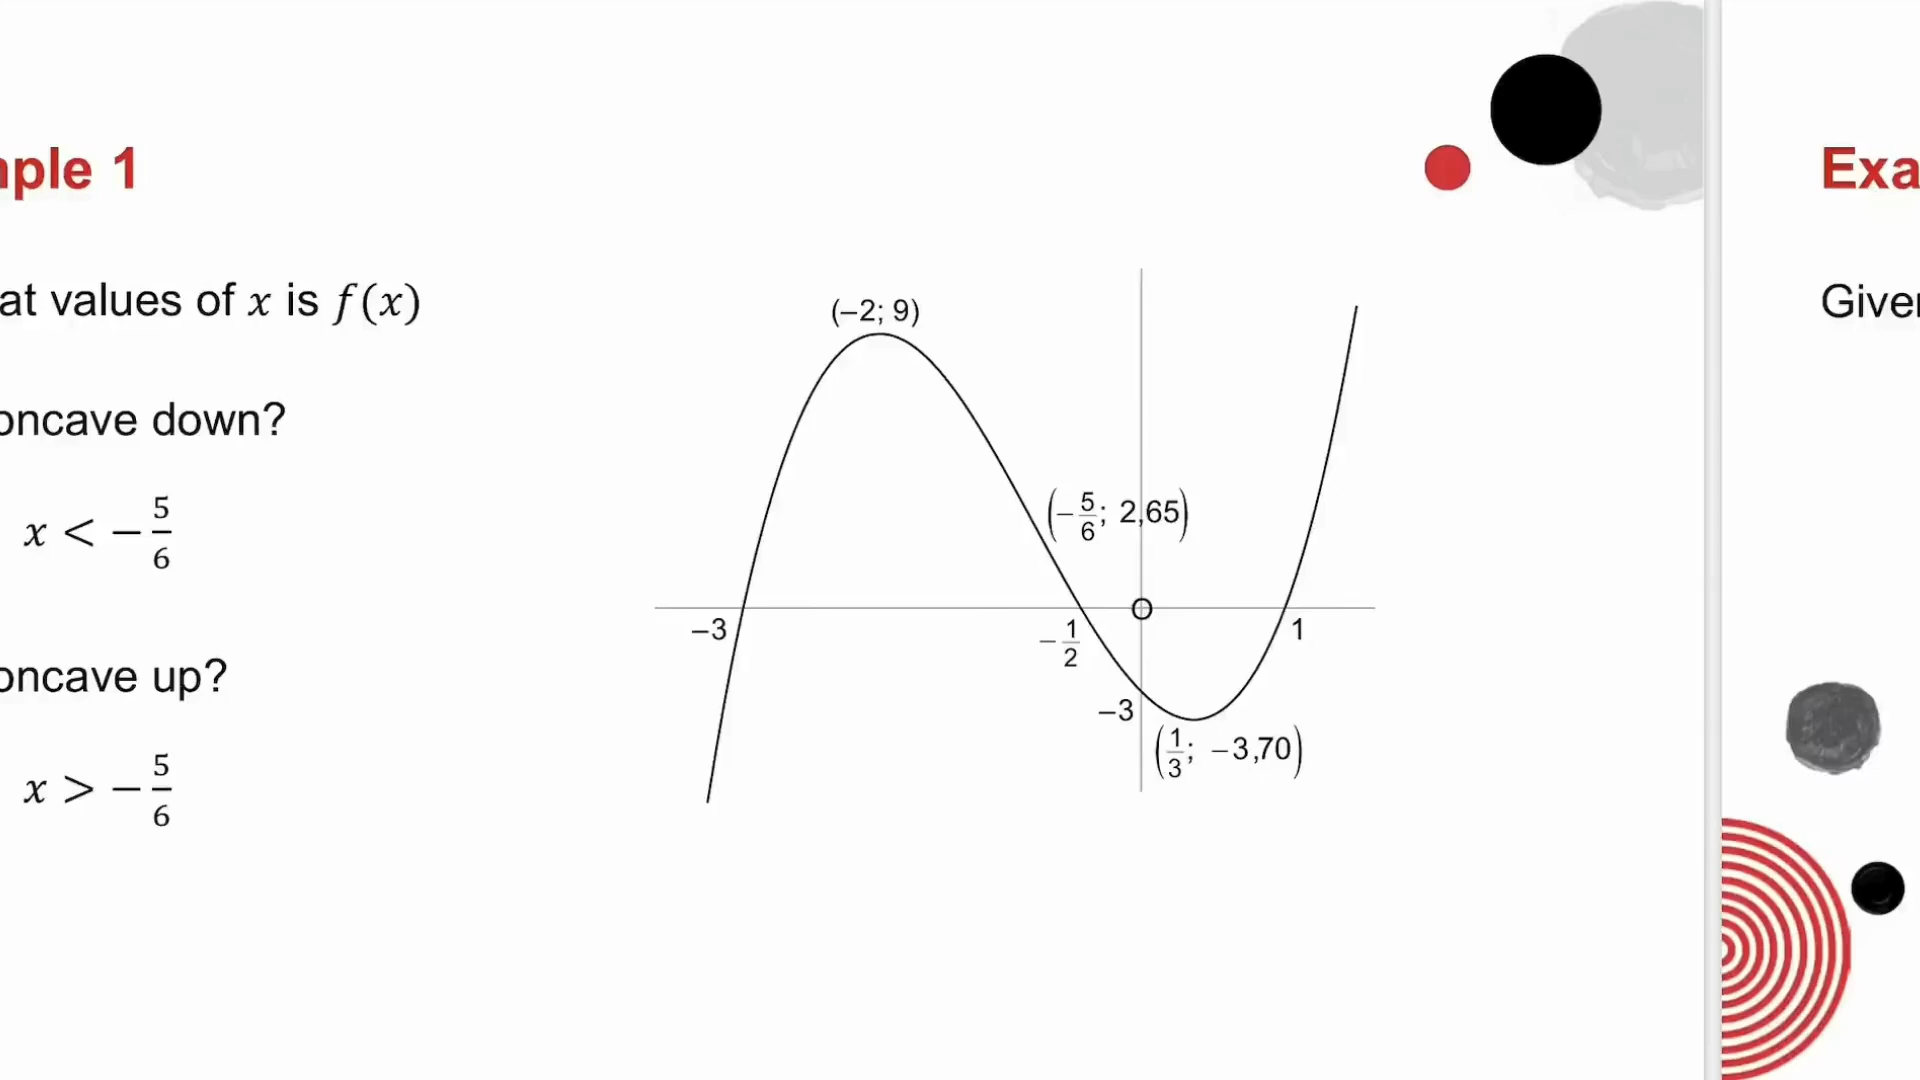 mple 1
at values of x is f(x)
oncave down?
x < −5/6
oncave up?
x > −5/6
(−2; 9)
(−5/6; 2,65)
−3
−1/2
O
1
−3
(1/3; −3,70)
Exa
Given